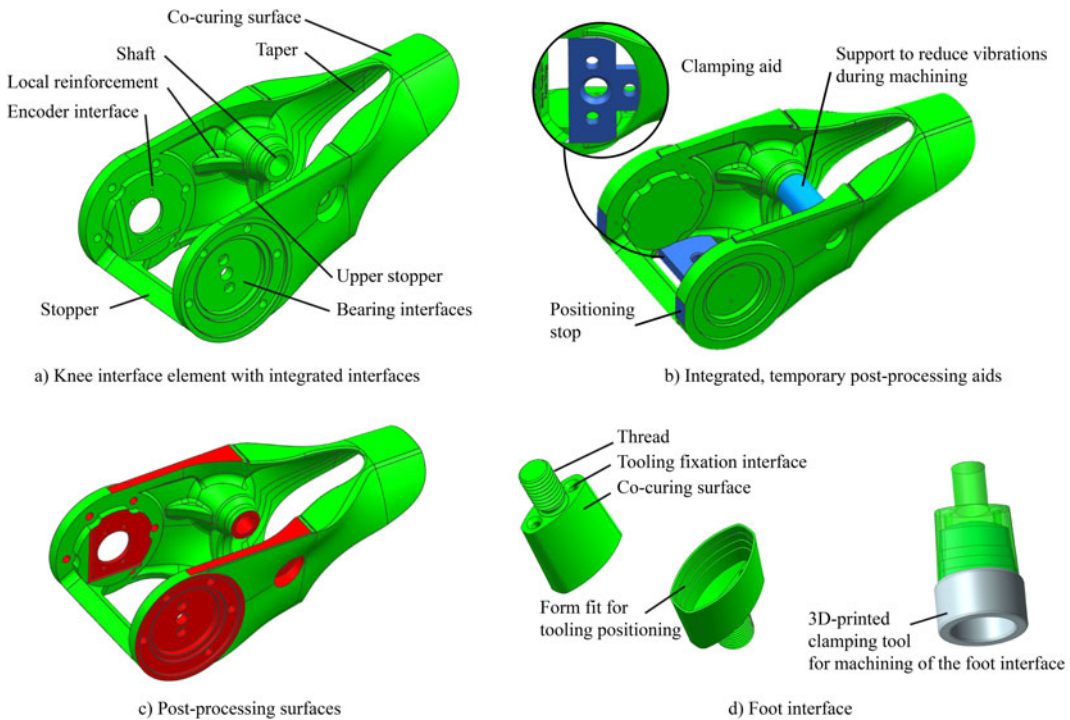 Co-curing surface
Shaft
Taper
Local reinforcement
Encoder interface
Upper stopper
Stopper
Bearing interfaces
a) Knee interface element with integrated interfaces
Clamping aid
Support to reduce vibrations
during machining
Positioning
stop
b) Integrated, temporary post-processing aids
c) Post-processing surfaces
Thread
Tooling fixation interface
Co-curing surface
Form fit for
tooling positioning
3D-printed
clamping tool
for machining of the foot interface
d) Foot interface